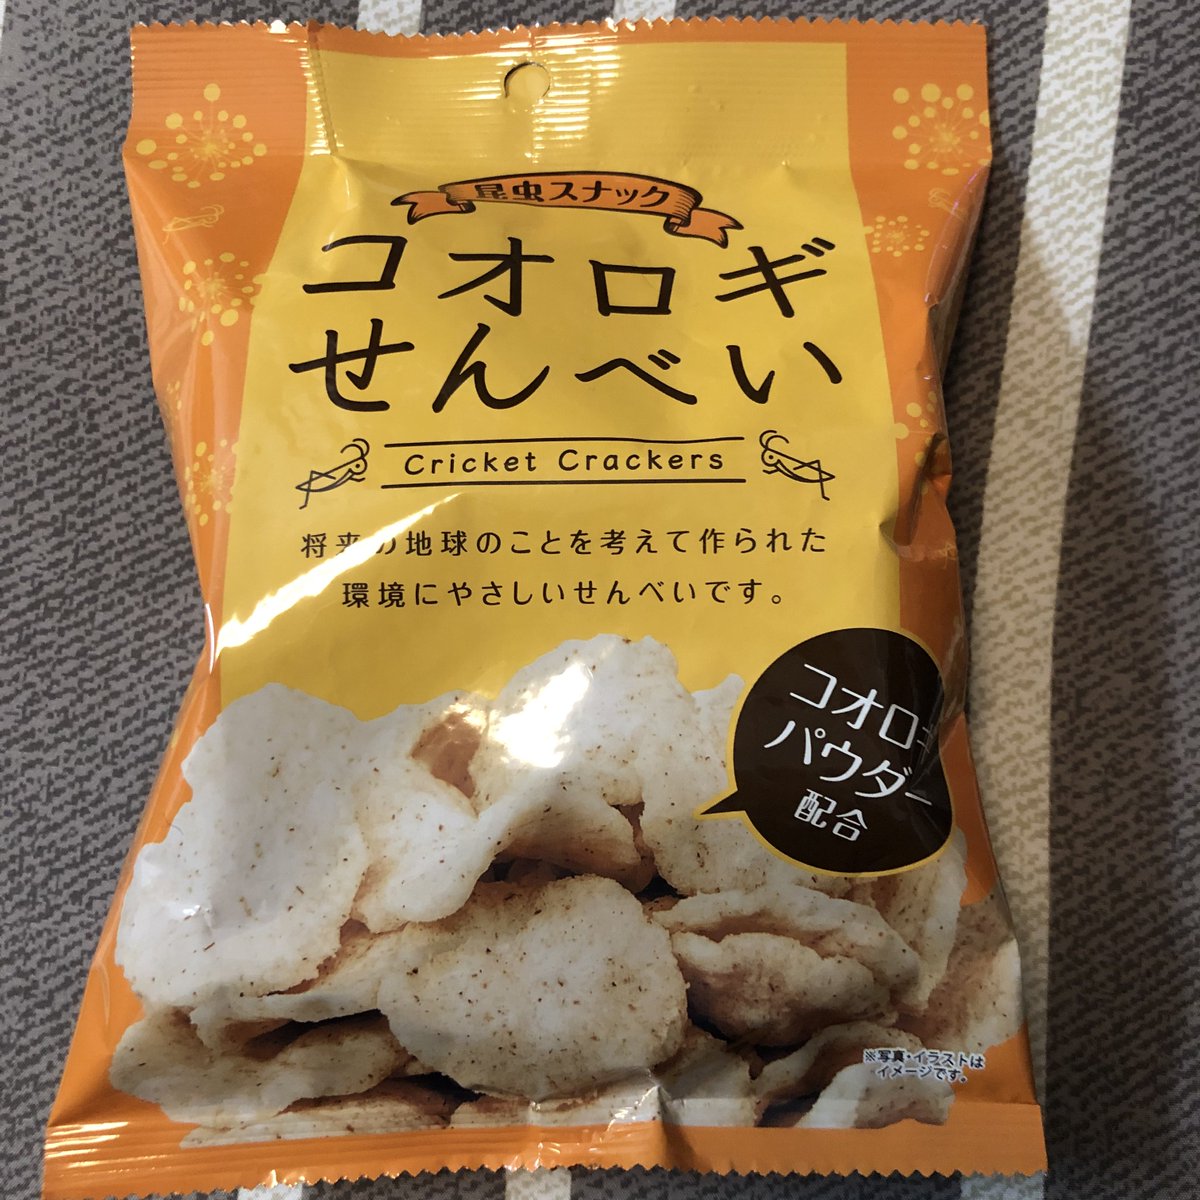 昆虫スナック
コオロギ
せんべい
Cricket Crackers
将来の地球のことを考えて作られた
環境にやさしいせんべいです。
コオロギ
パウダー
配合
※写真・イラストは
イメージです。